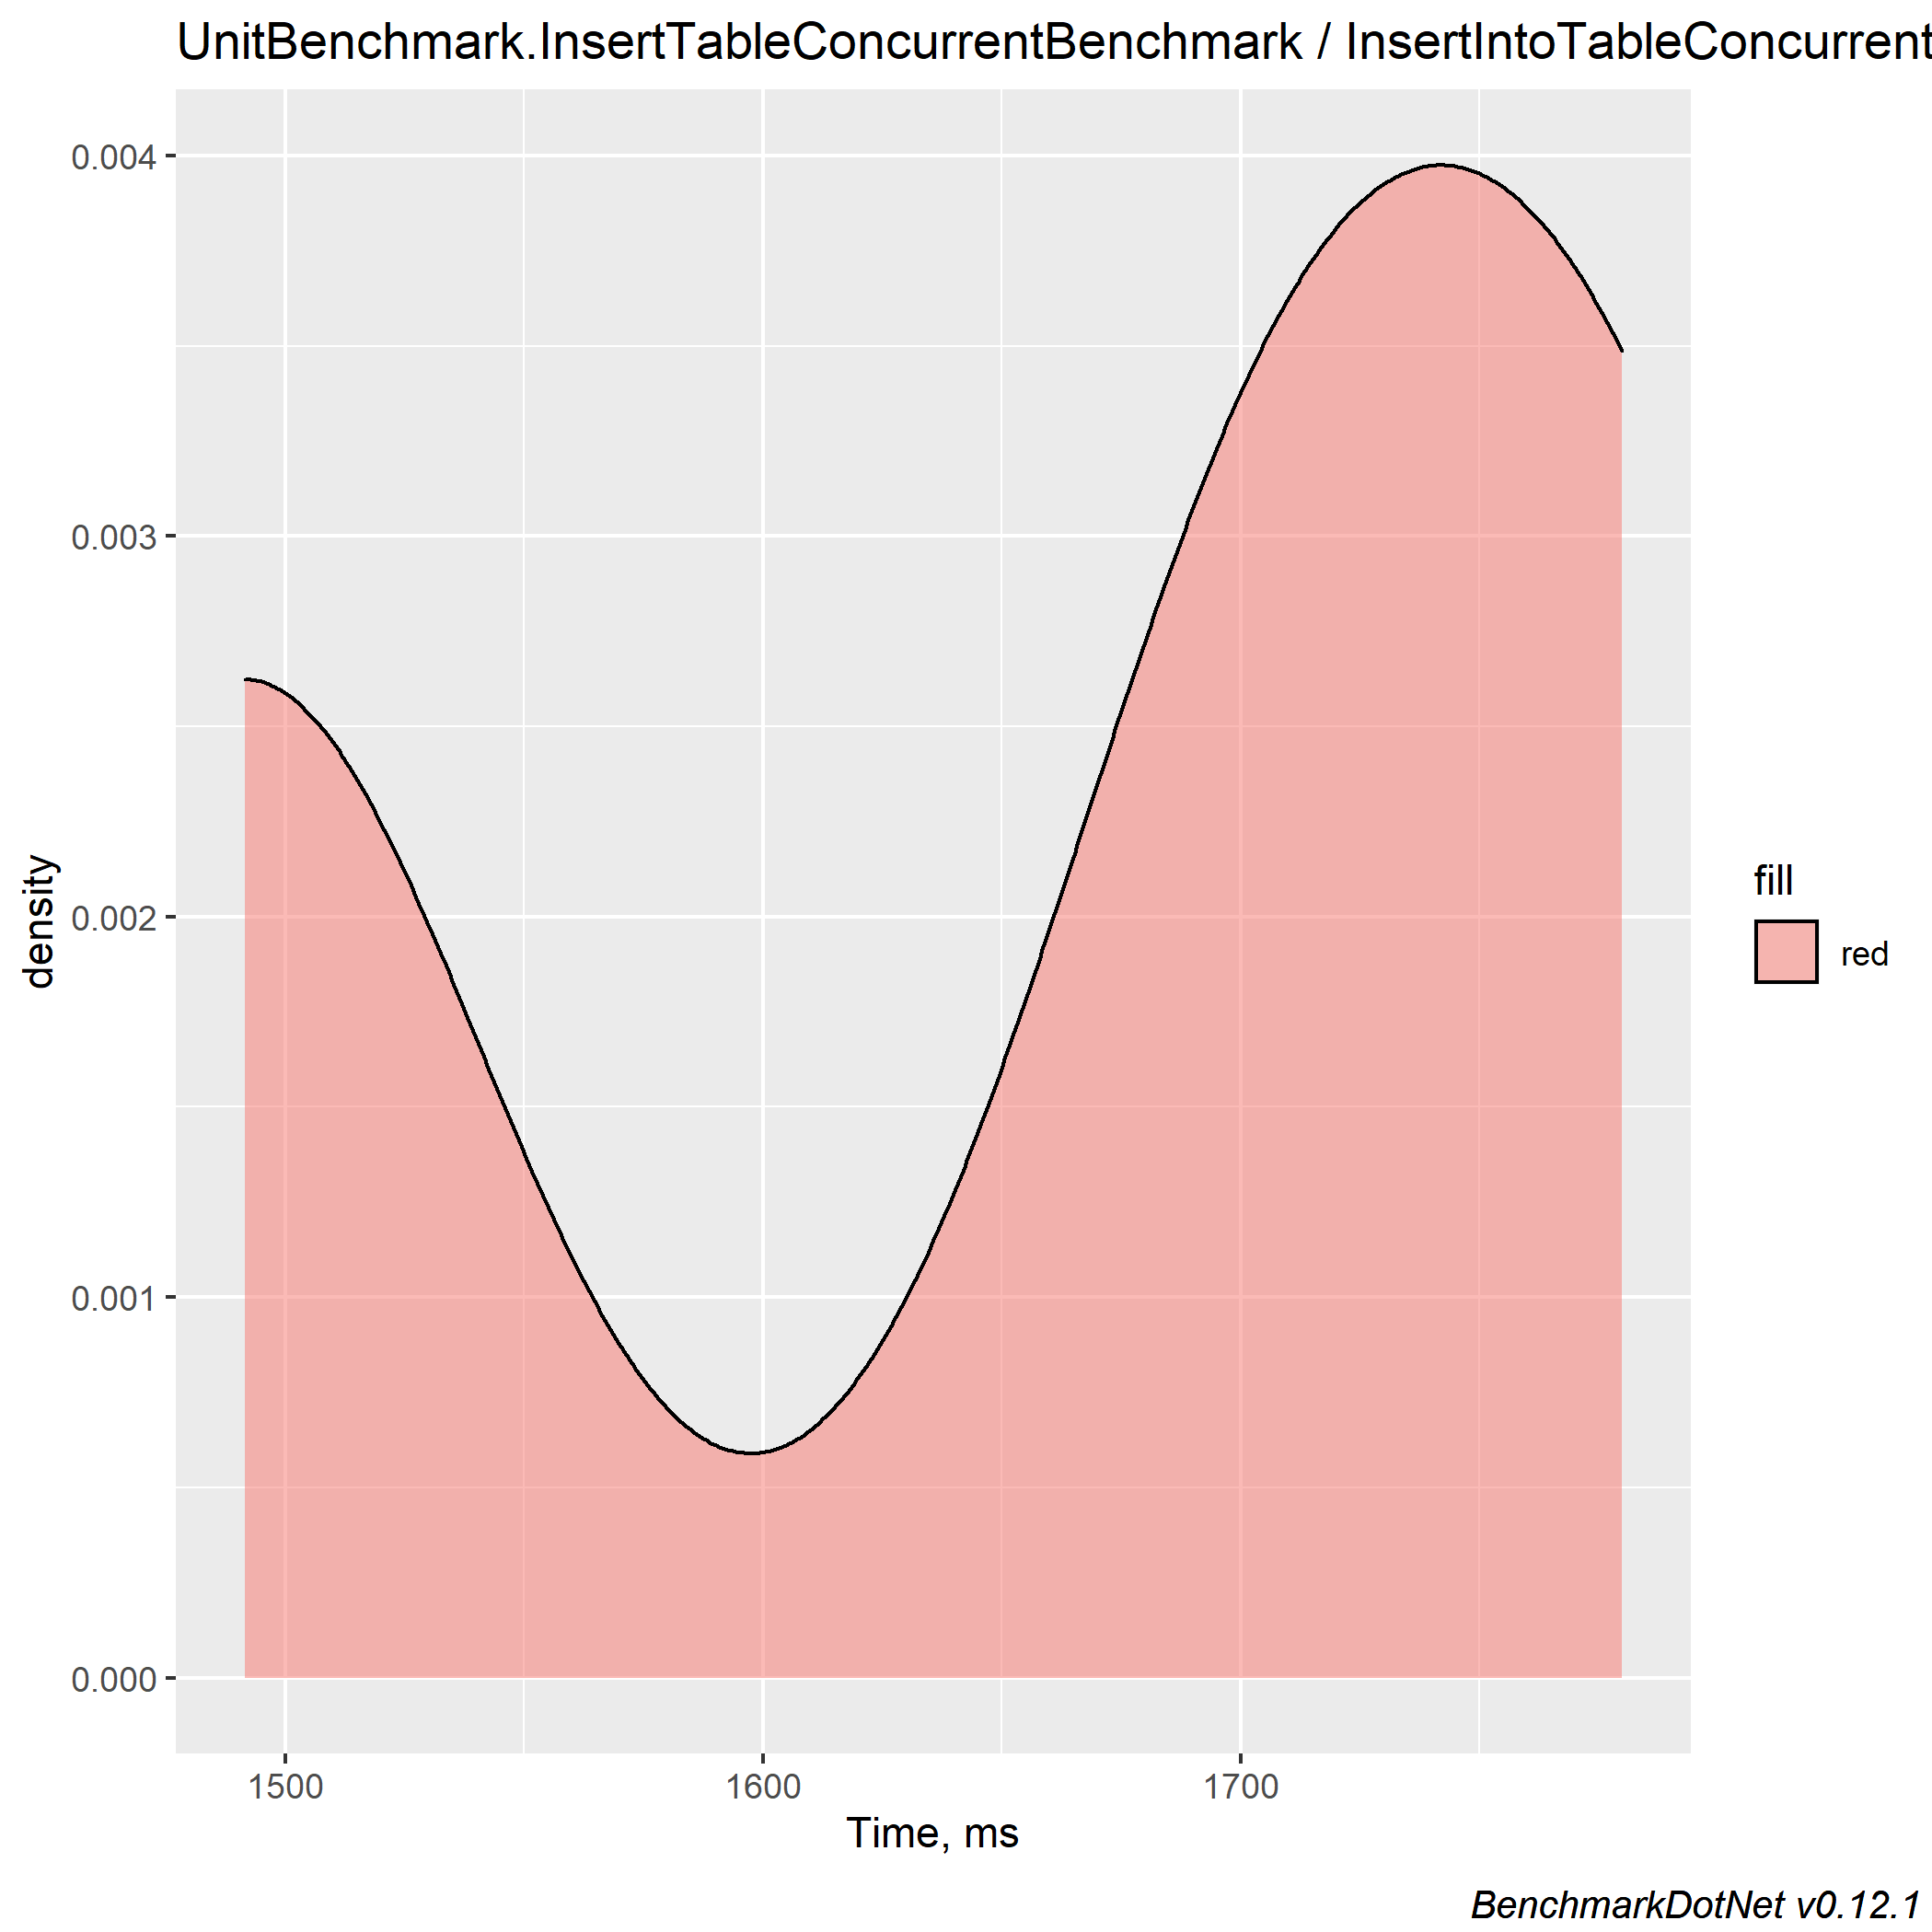 UnitBenchmark.InsertTableConcurrentBenchmark / InsertIntoTableConcurrent
0.004
0.003
0.002
0.001
0.000
density
1500 1600 1700
Time, ms
fill
red
BenchmarkDotNet v0.12.1